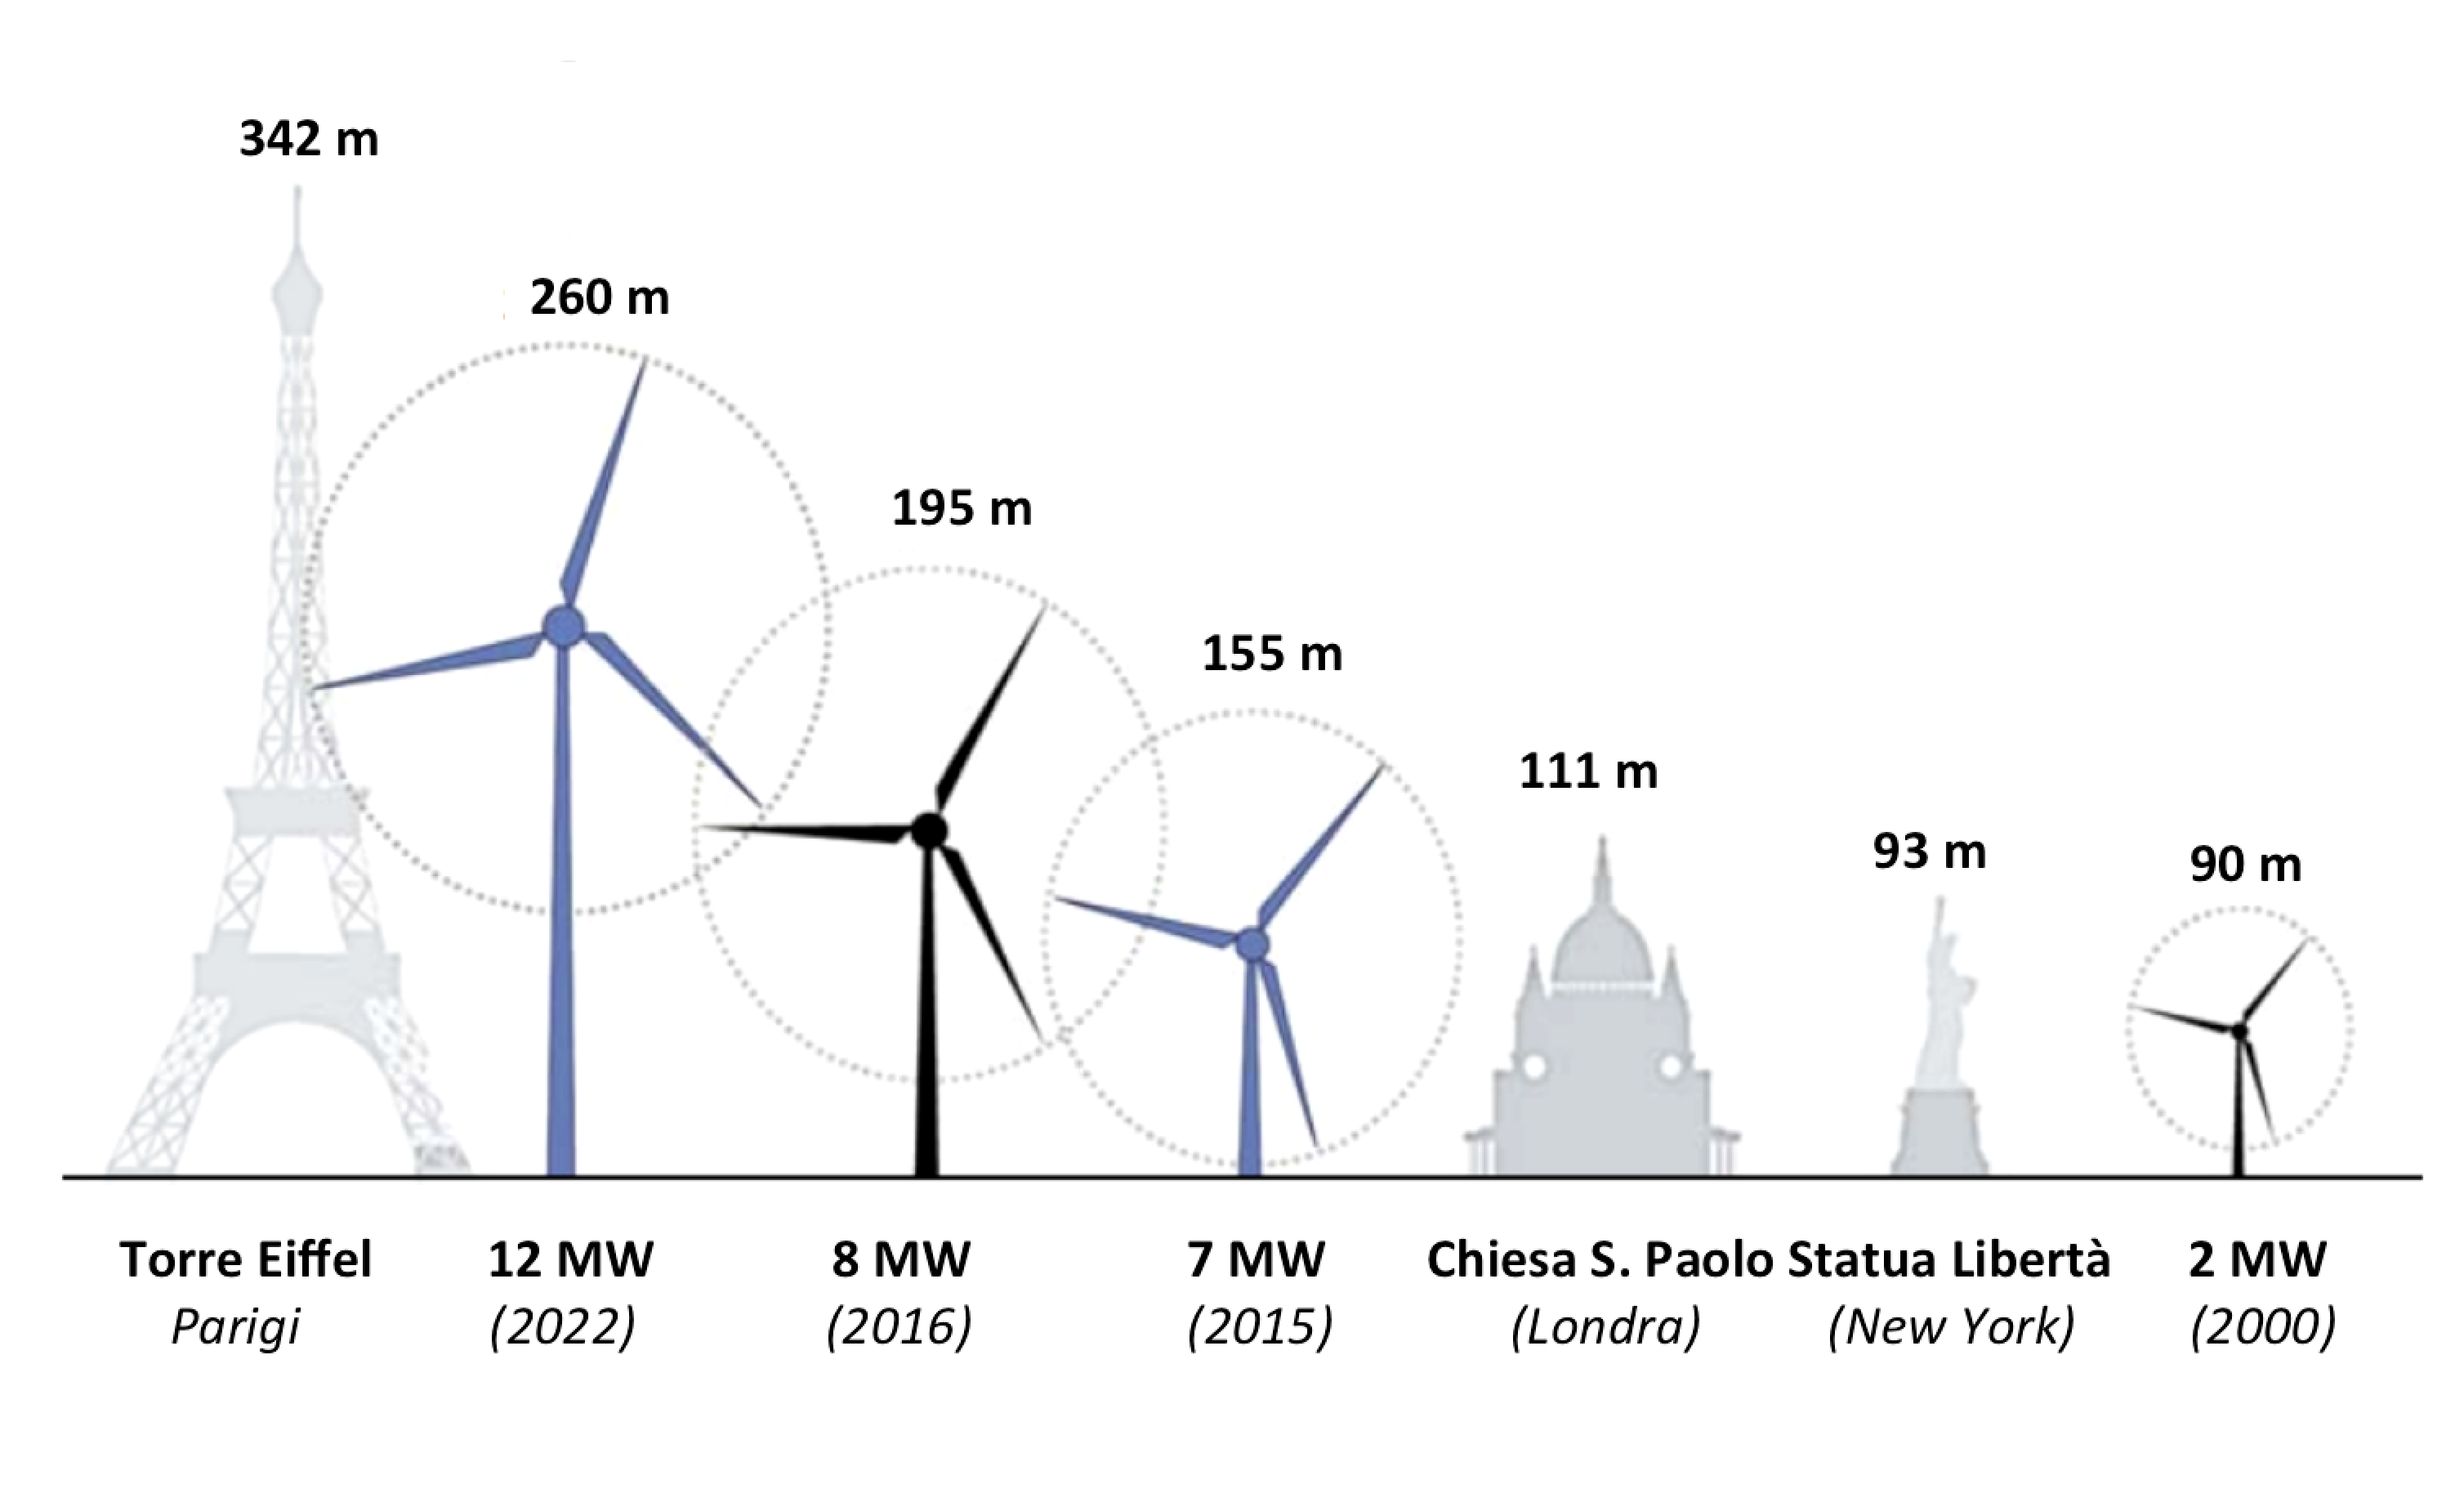 342 m
260 m
195 m
155 m
111 m
93 m
90 m
Torre Eiffel 12 MW 8 MW 7 MW Chiesa S. Paolo Statua Libertà 2 MW
Parigi (2022) (2016) (2015) (Londra) (New York) (2000)